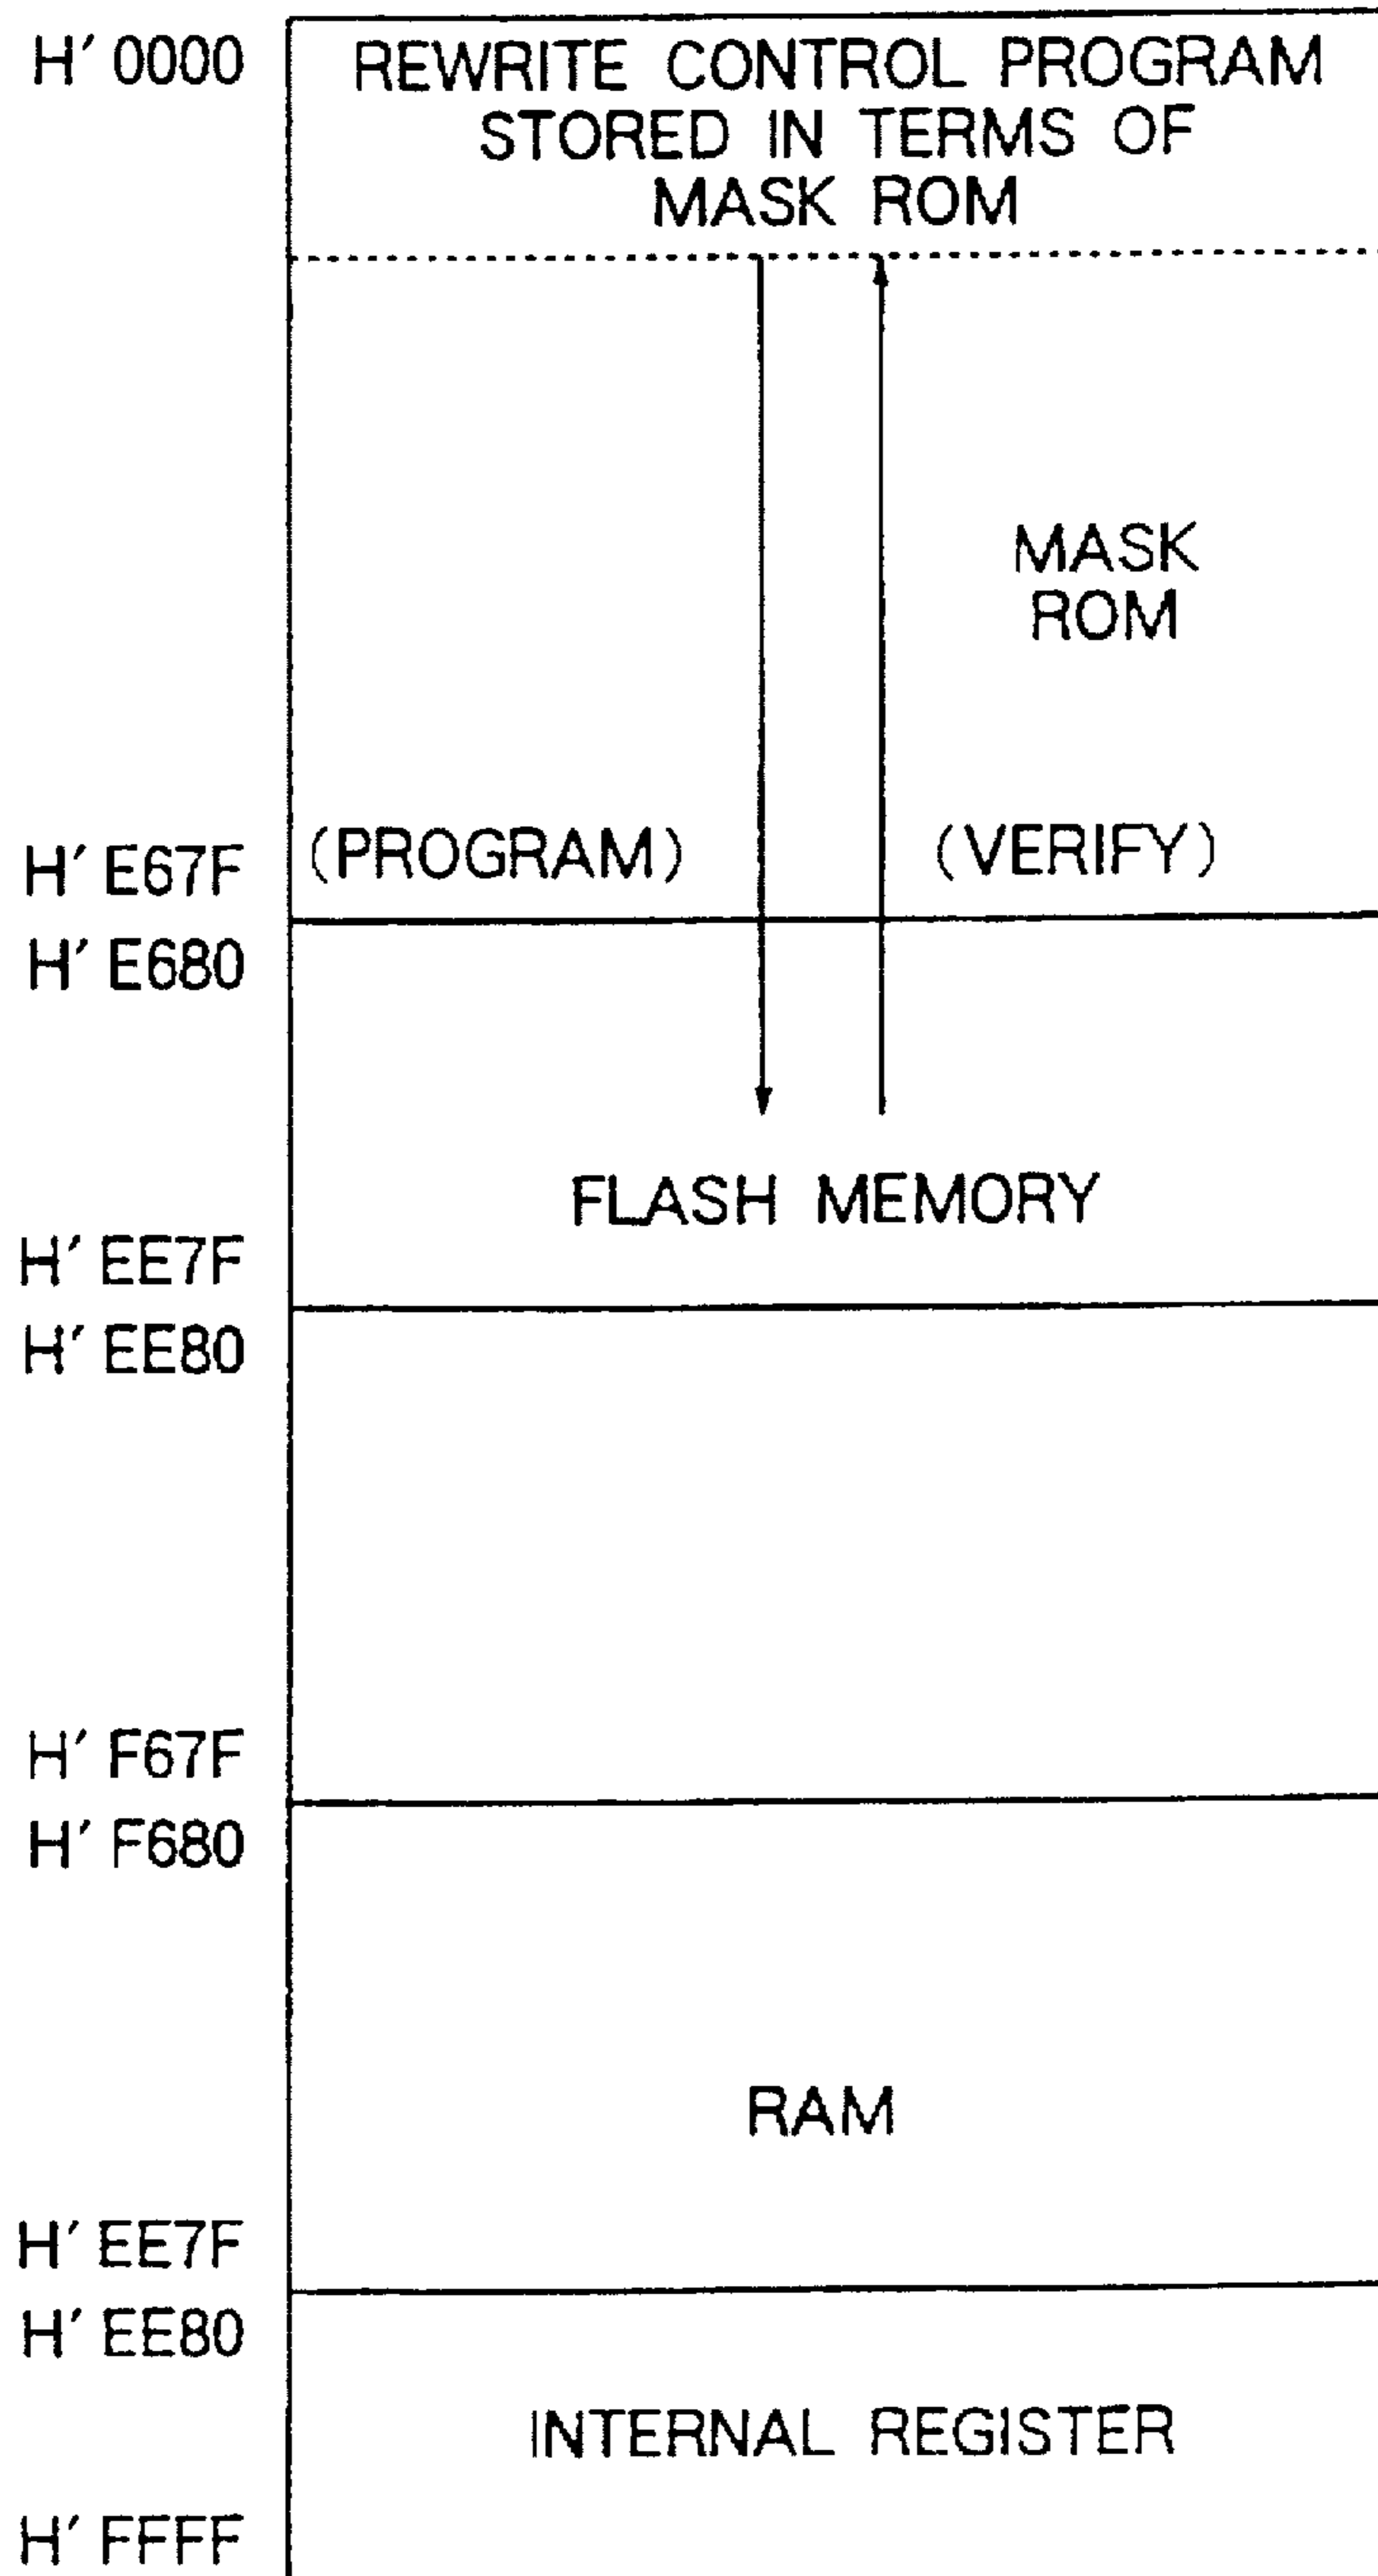 H' 0000
REWRITE CONTROL PROGRAM
STORED IN TERMS OF
MASK ROM
MASK
ROM
H' E67F
(PROGRAM)
(VERIFY)
H' E680
FLASH MEMORY
H' EE7F
H' EE80
H' F67F
H' F680
RAM
H' EE7F
H' EE80
INTERNAL REGISTER
H' FFFF